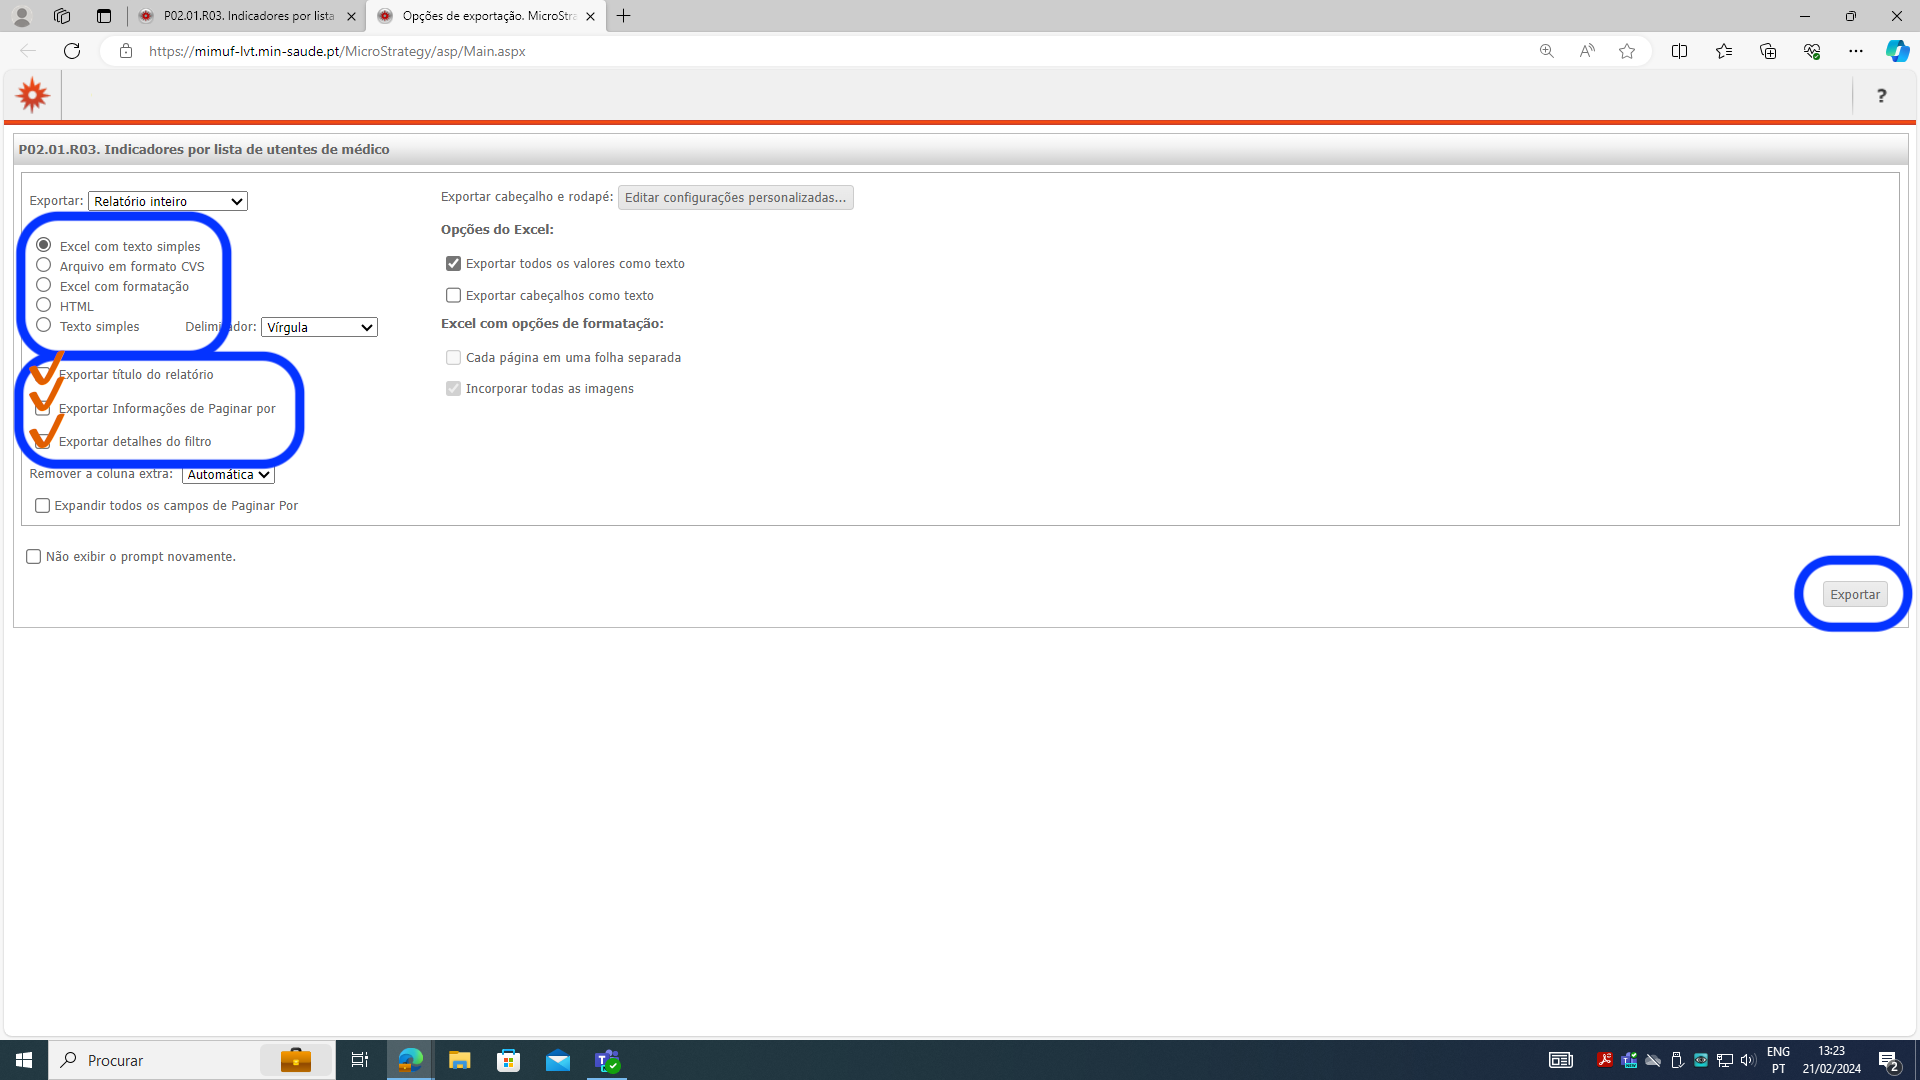 P02.01.R03. Indicadores por lista
Opções de exportação. MicroStra
https://mimuf-lvt.min-saude.pt/MicroStrategy/asp/Main.aspx
?
P02.01.R03. Indicadores por lista de utentes de médico
Exportar: Relatório inteiro
Excel com texto simples
Arquivo em formato CVS
Excel com formatação
HTML
Texto simples Delimitador: Vírgula
Exportar título do relatório
Exportar Informações de Paginar por
Exportar detalhes do filtro
Remover a coluna extra: Automática
Expandir todos os campos de Paginar Por
Exportar cabeçalho e rodapé: Editar configurações personalizadas...
Opções do Excel:
Exportar todos os valores como texto
Exportar cabeçalhos como texto
Excel com opções de formatação:
Cada página em uma folha separada
Incorporar todas as imagens
Não exibir o prompt novamente.
Exportar
Procurar
ENG
PT
13:23
21/02/2024
2